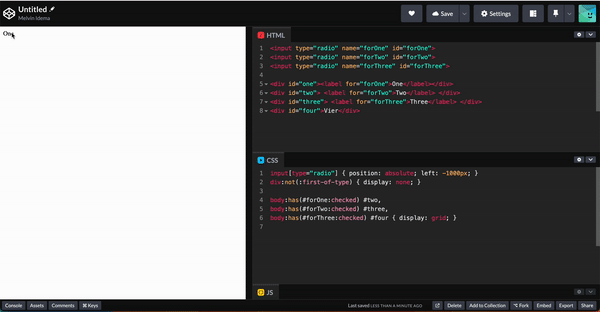 Untitled
Melvin Idema
Save
Settings
One
HTML
1 <input type="radio" name="forOne" id="forOne">
2 <input type="radio" name="forTwo" id="forTwo">
3 <input type="radio" name="forThree" id="forThree">
4
5 <div id="one"><label for="forOne">One</label></div>
6 <div id="two"> <label for="forTwo">Two</label> </div>
7 <div id="three"> <label for="forThree">Three</label> </div>
8 <div id="four">Vier</div>
CSS
1 input[type="radio"] { position: absolute; left: -1000px; }
2 div:not(:first-of-type) { display: none; }
3
4 body:has(#forOne:checked) #two,
5 body:has(#forTwo:checked) #three,
6 body:has(#forThree:checked) #four { display: grid; }
7
JS
Console Assets Comments ⌘ Keys
Last saved LESS THAN A MINUTE AGO
Delete Add to Collection Fork Embed Export Share